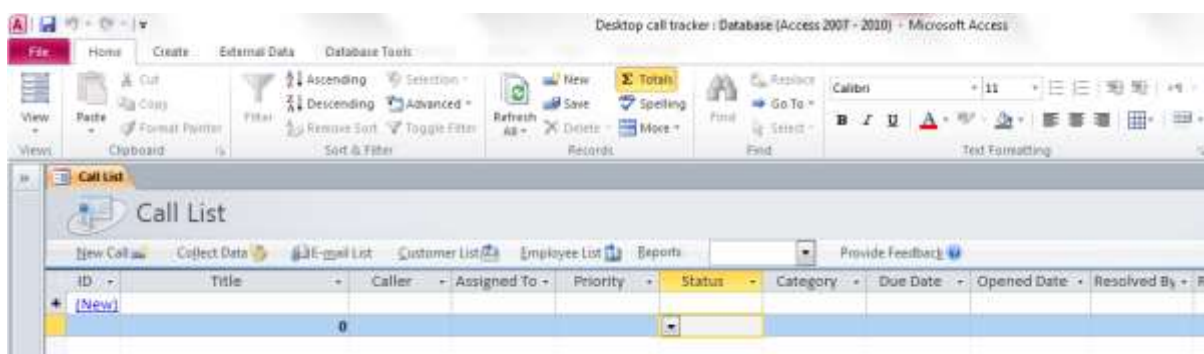 Desktop call tracker : Database (Access 2007 - 2010) - Microsoft Access
File Home Create External Data Database Tools
View Paste Cut Copy Format Painter Filter Ascending Descending Remove Sort Selection Advanced Toggle Filter Refresh All New Save Delete Totals Spelling More Find Replace Go To Select Calibri 11 B I U A
Views Clipboard Sort & Filter Records Find Text Formatting
Call List
Call List
New Call Collect Data E-mail List Customer List Employee List Reports Provide Feedback
ID Title Caller Assigned To Priority Status Category Due Date Opened Date Resolved By
(New)
0